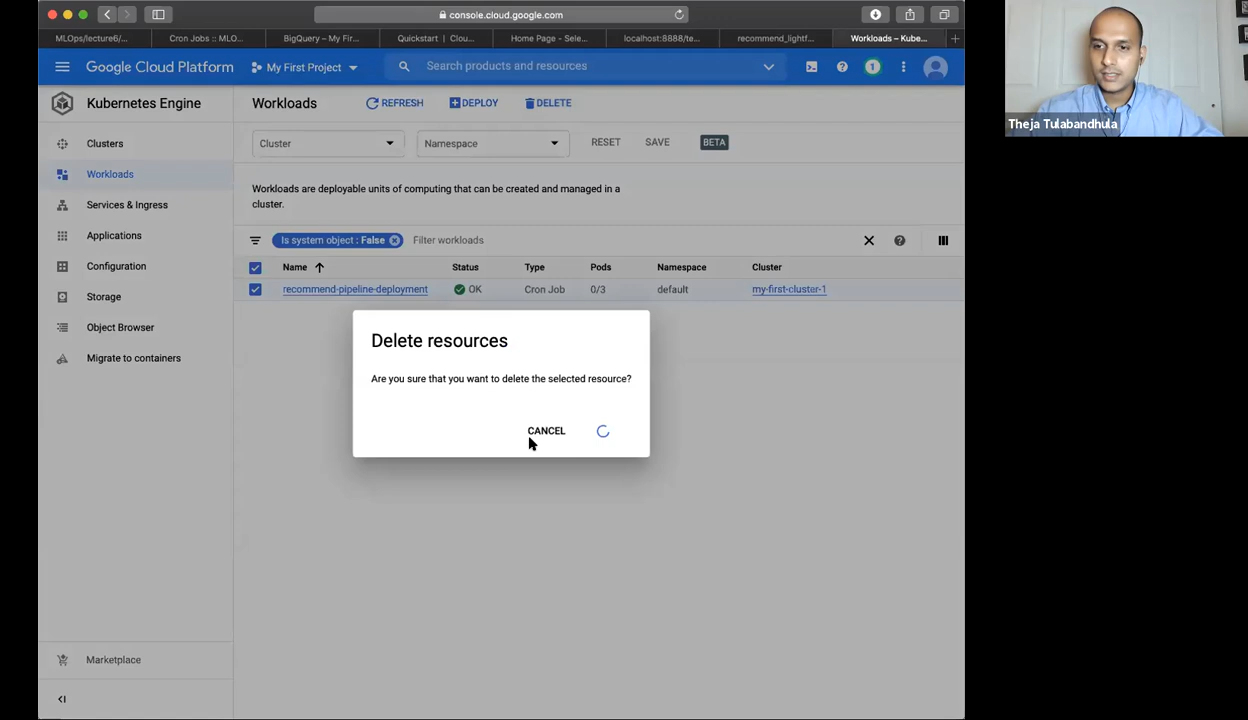 console.cloud.google.com
MLOps/lecture6/...
Cron Jobs :: MLO...
BigQuery – My Fir...
Quickstart | Clou...
Home Page - Sele...
localhost:8888/te...
recommend_lightf...
Workloads – Kube...
Google Cloud Platform
My First Project
Search products and resources
1
Theja Tulabandhula
Kubernetes Engine
Workloads
REFRESH
DEPLOY
DELETE
Clusters
Workloads
Services & Ingress
Applications
Configuration
Storage
Object Browser
Migrate to containers
Marketplace
Cluster
Namespace
RESET
SAVE
BETA
Workloads are deployable units of computing that can be created and managed in a
cluster.
Is system object : False
Filter workloads
Name Status Type Pods Namespace Cluster
recommend-pipeline-deployment OK Cron Job 0/3 default my-first-cluster-1
Delete resources
Are you sure that you want to delete the selected resource?
CANCEL